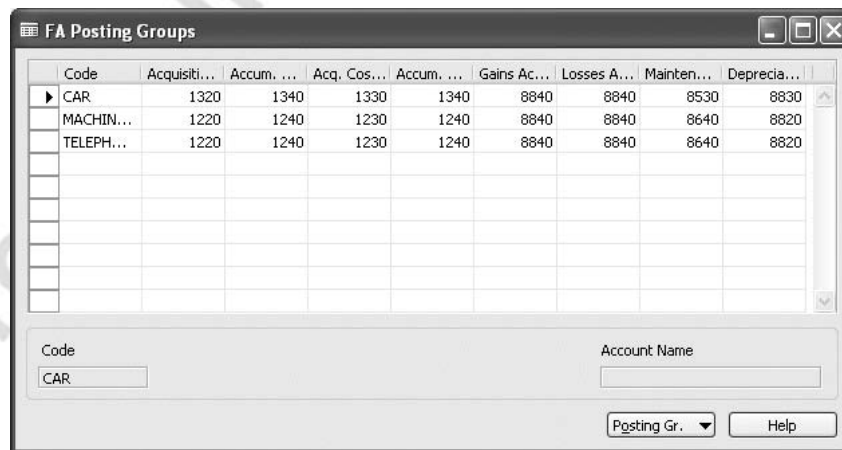 FA Posting Groups
Code Acquisiti... Accum. ... Acq. Cos... Accum. ... Gains Ac... Losses A... Mainten... Deprecia...
CAR 1320 1340 1330 1340 8840 8840 8530 8830
MACHIN... 1220 1240 1230 1240 8840 8840 8640 8820
TELEPH... 1220 1240 1230 1240 8840 8840 8640 8820
Code Account Name
CAR
Posting Gr. Help